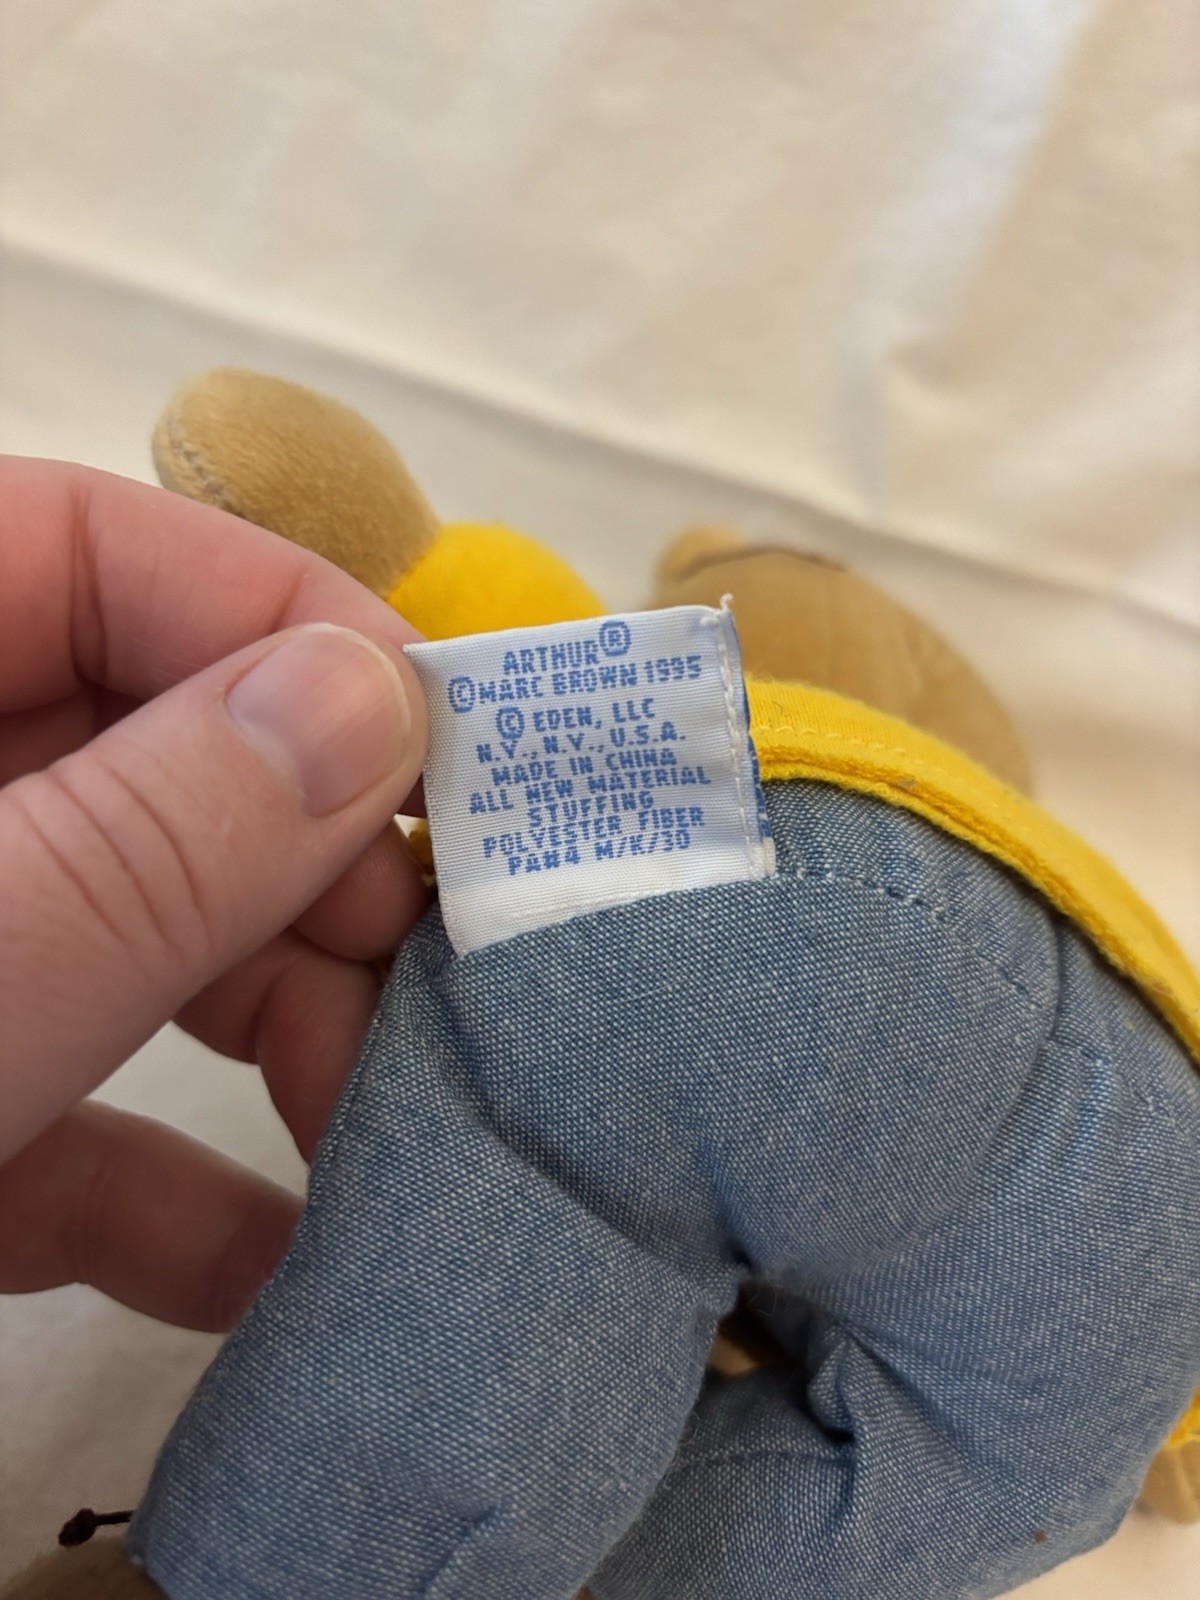 ARTHUR®
©MARC BROWN 1995
© EDEN, LLC
N.Y., N.Y., U.S.A.
MADE IN CHINA
ALL NEW MATERIAL
STUFFING
POLYESTER FIBER
PA#4 M/K/30